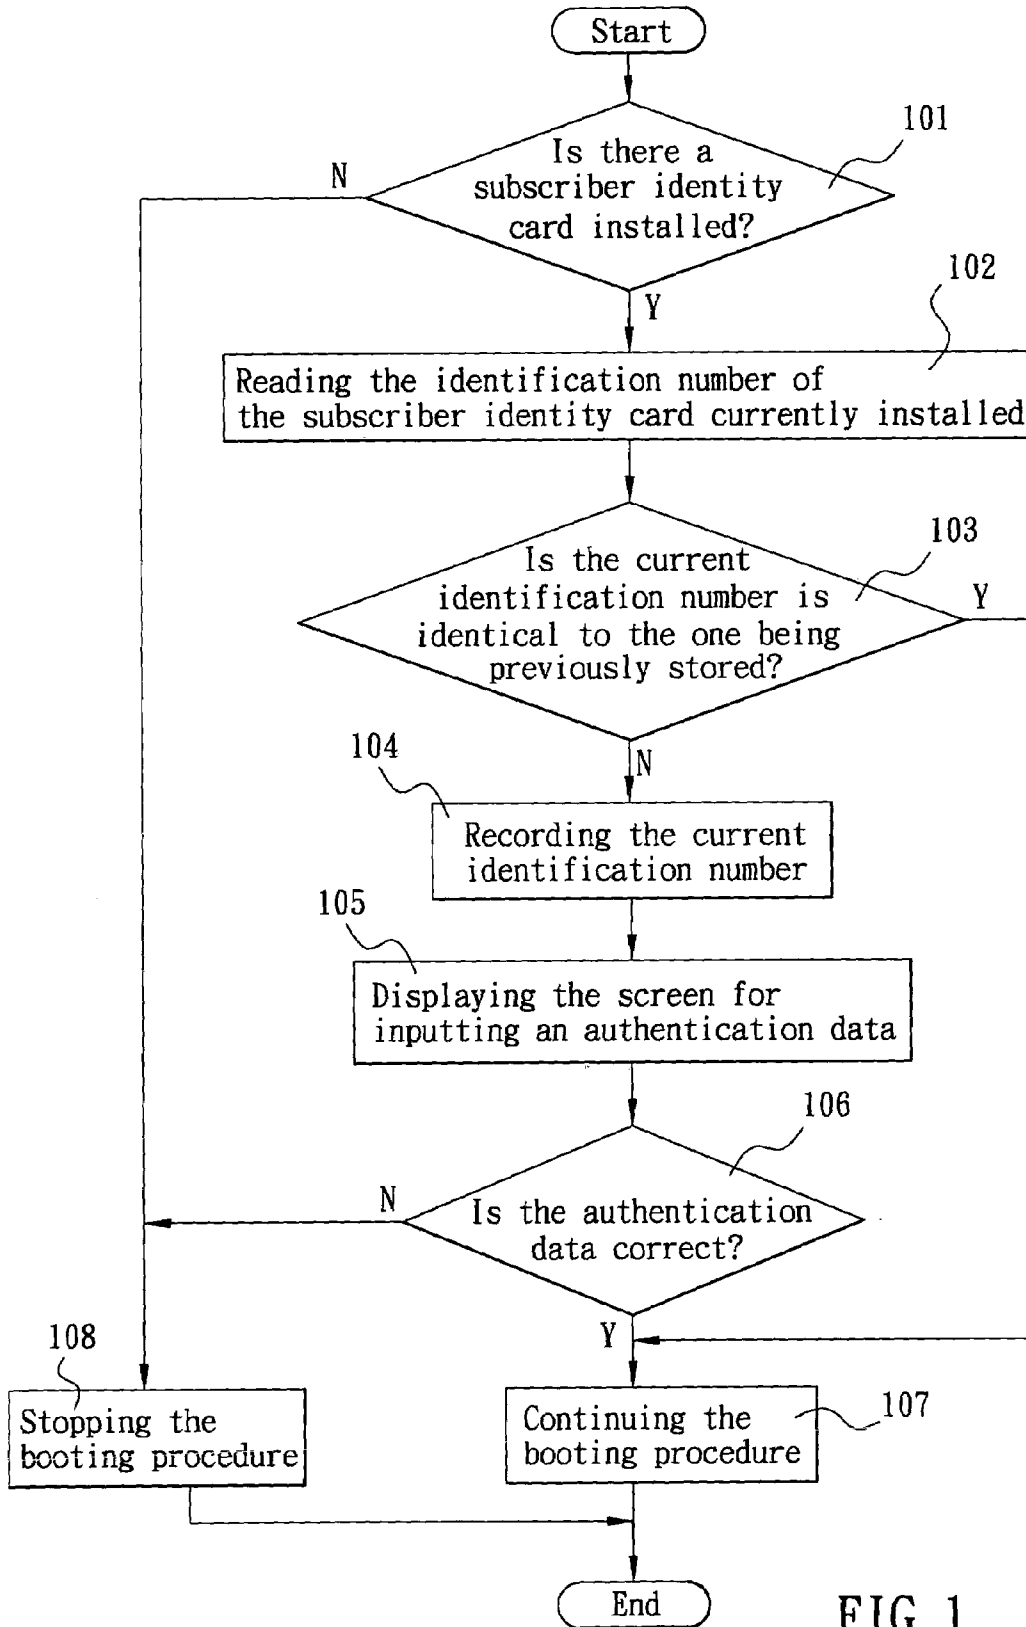 Start
101
Is there a
subscriber identity
card installed?
N
Y
102
Reading the identification number of
the subscriber identity card currently installed
103
Is the current
identification number is
identical to the one being
previously stored?
Y
N
104
Recording the current
identification number
105
Displaying the screen for
inputting an authentication data
106
Is the authentication
data correct?
N
Y
108
Stopping the
booting procedure
107
Continuing the
booting procedure
End
FIG 1